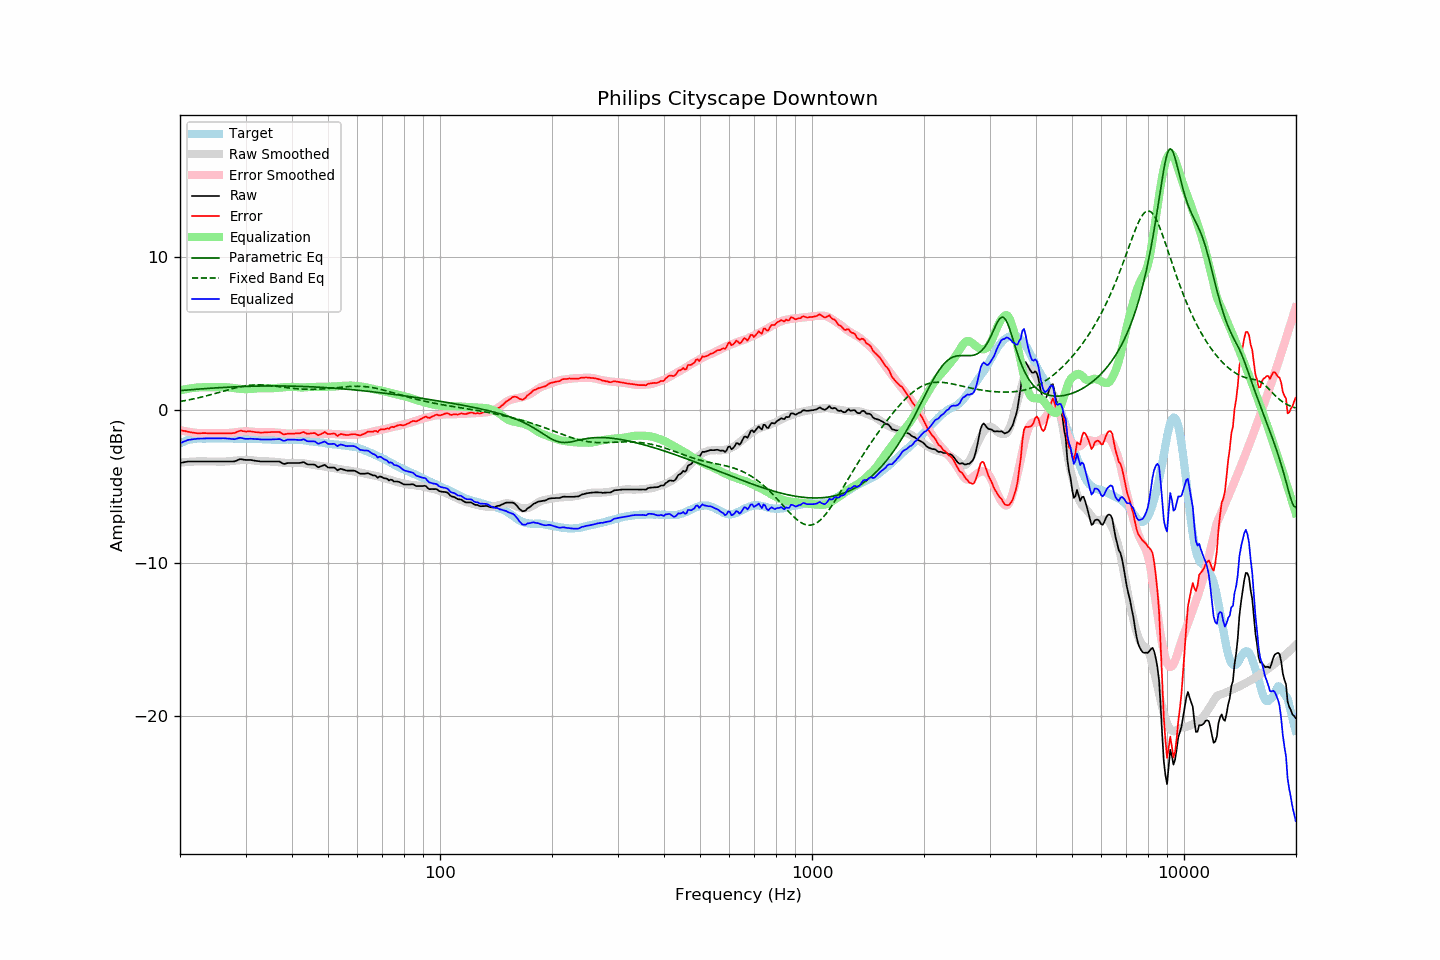 Philips Cityscape Downtown
Target
Raw Smoothed
Error Smoothed
Raw
Error
Equalization
Parametric Eq
Fixed Band Eq
Equalized
10
0
−10
−20
Amplitude (dBr)
100
1000
10000
Frequency (Hz)